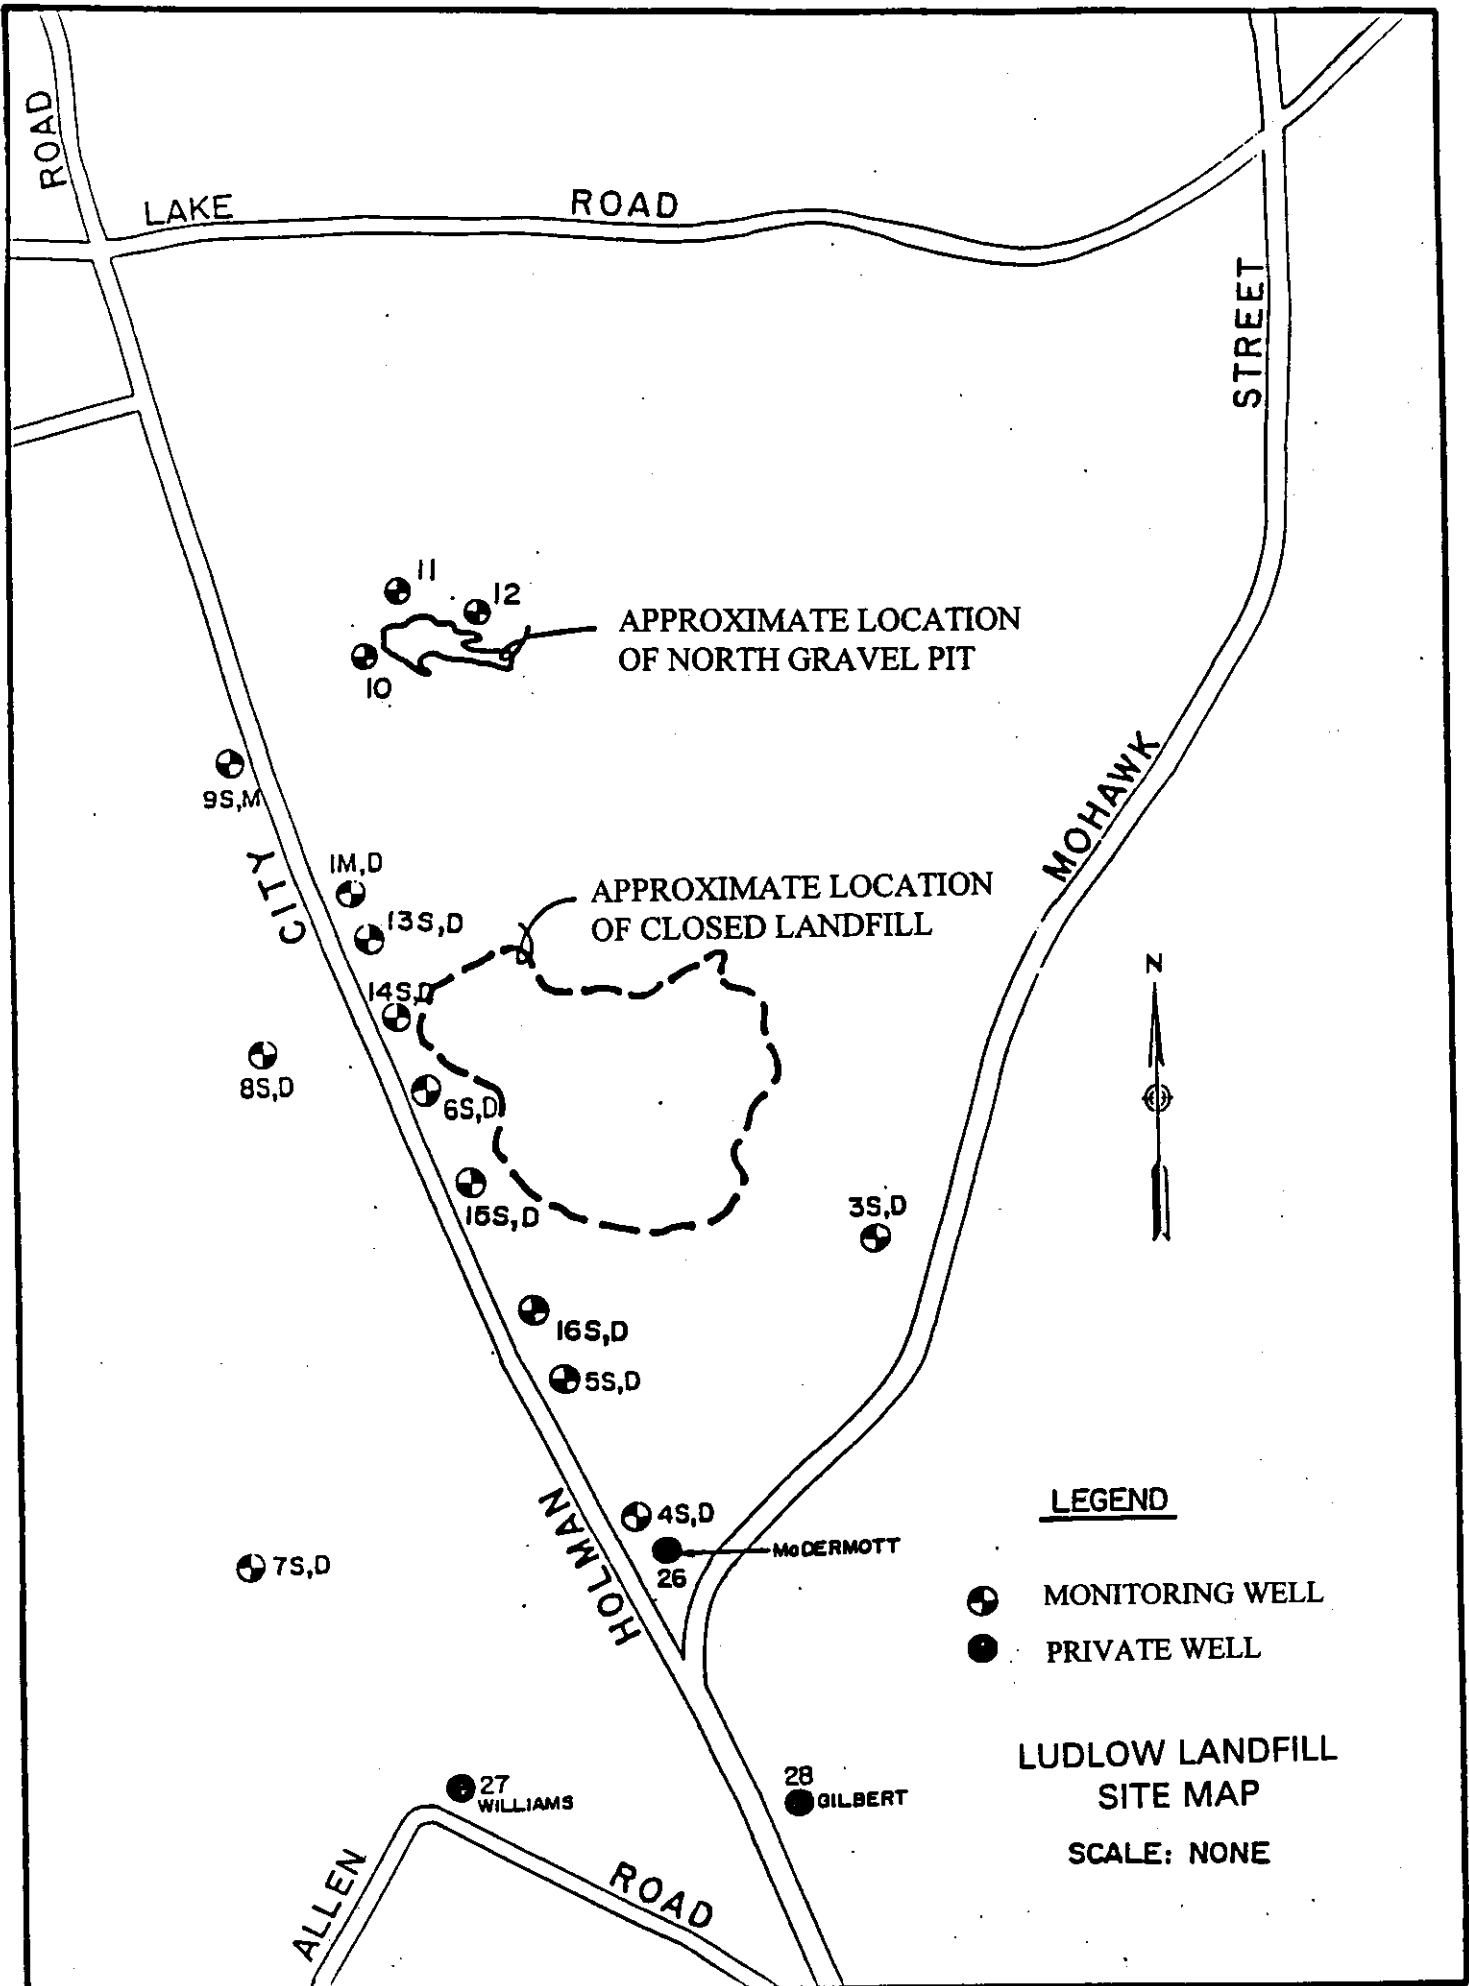 ROAD
LAKE ROAD
STREET
11
12
APPROXIMATE LOCATION
OF NORTH GRAVEL PIT
10
MOHAWK
9S,M
CITY
1M,D
APPROXIMATE LOCATION
OF CLOSED LANDFILL
13S,D
N
14S,D
8S,D
6S,D
15S,D
3S,D
16S,D
5S,D
HOLMAN
4S,D
McDERMOTT
26
7S,D
LEGEND
MONITORING WELL
PRIVATE WELL
LUDLOW LANDFILL
SITE MAP
SCALE: NONE
27
WILLIAMS
28
GILBERT
ALLEN
ROAD